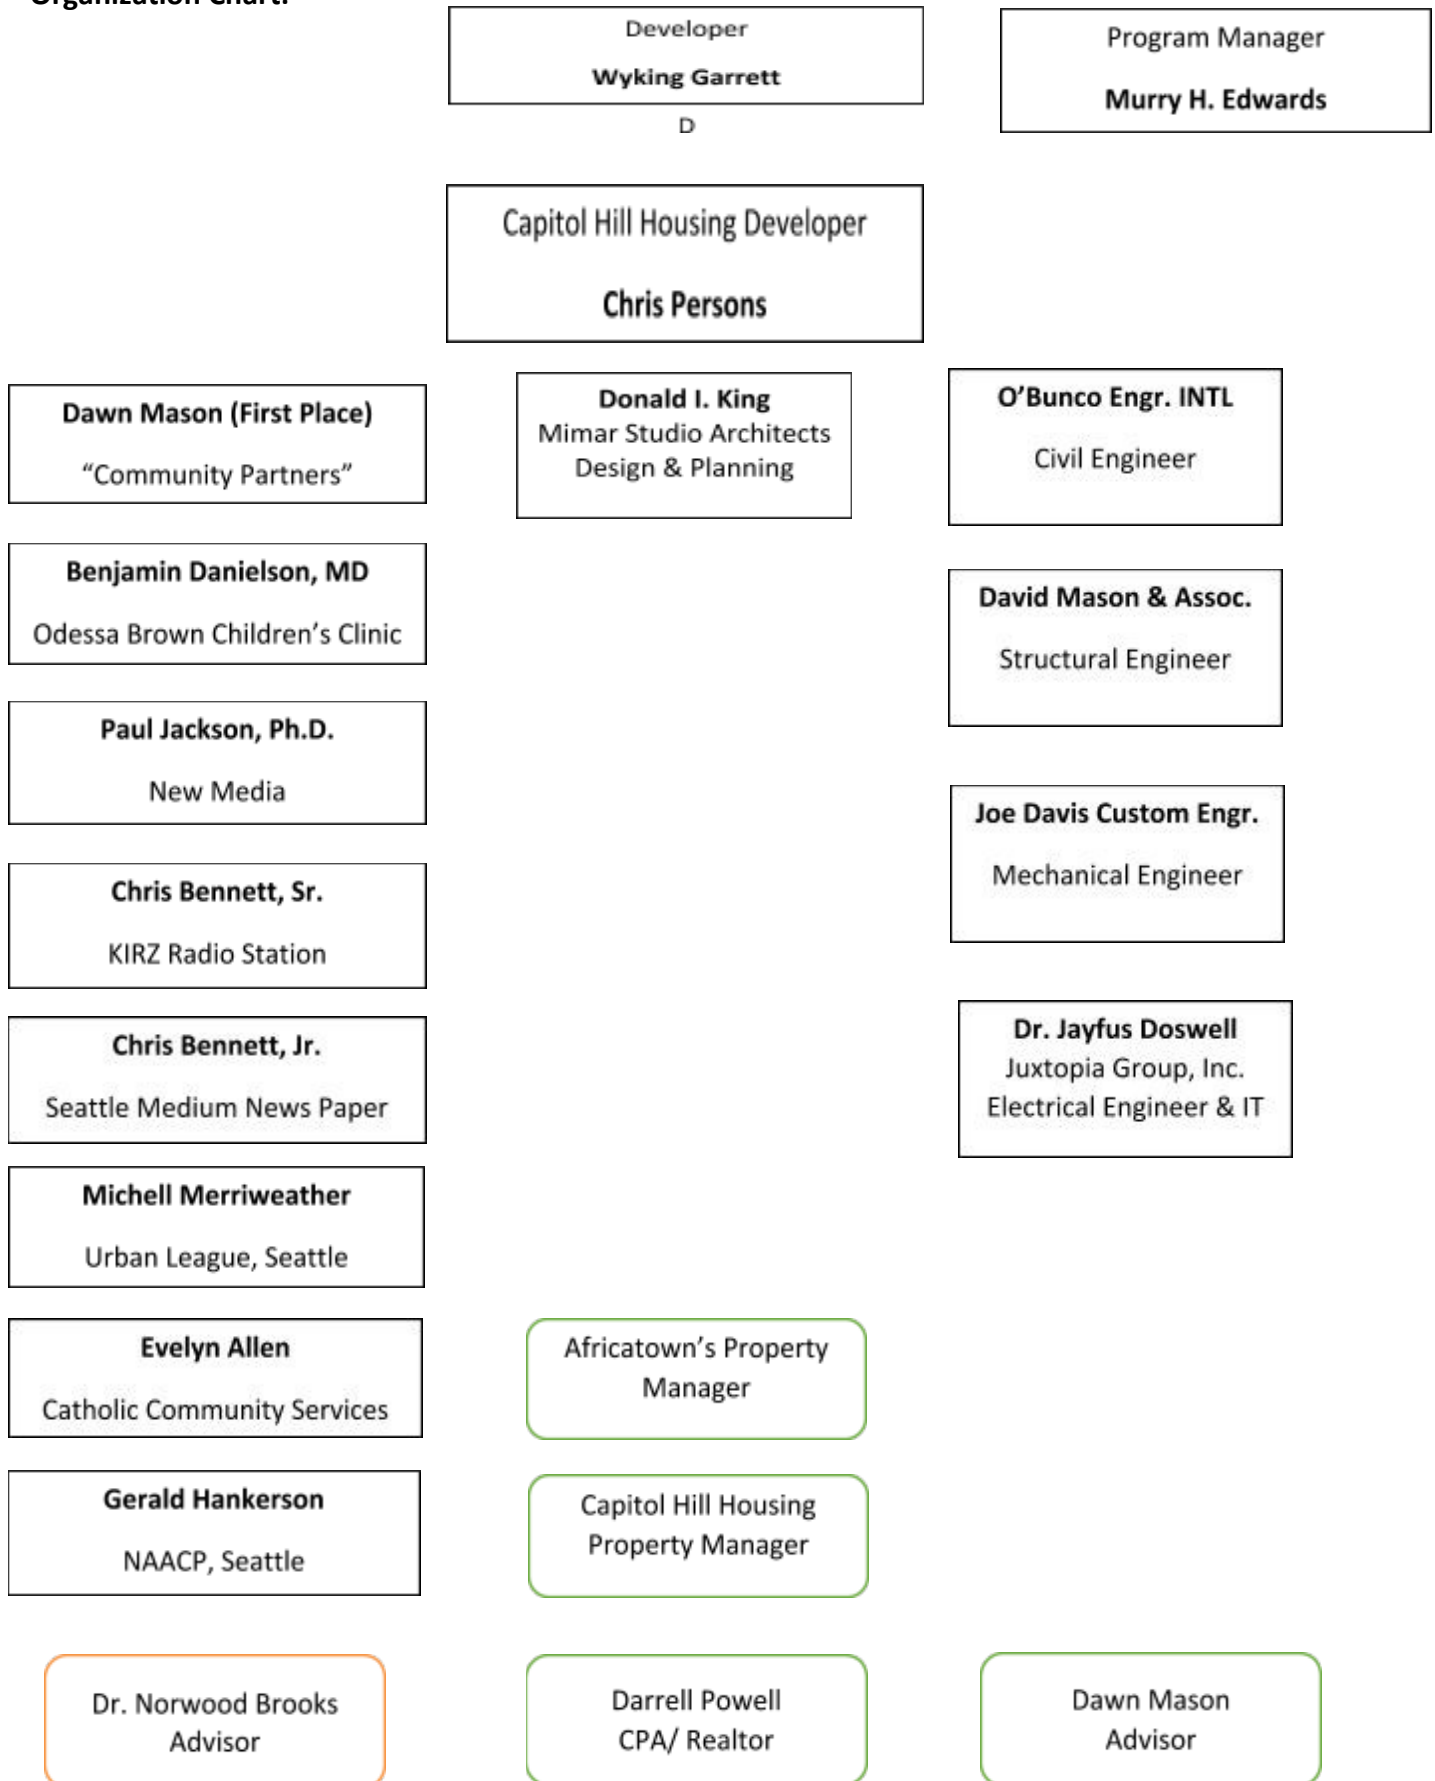 Organization Chart:
Developer
Wyking Garrett
D
Program Manager
Murry H. Edwards
Capitol Hill Housing Developer
Chris Persons
Dawn Mason (First Place)
“Community Partners”
Benjamin Danielson, MD
Odessa Brown Children’s Clinic
Paul Jackson, Ph.D.
New Media
Chris Bennett, Sr.
KIRZ Radio Station
Chris Bennett, Jr.
Seattle Medium News Paper
Michell Merriweather
Urban League, Seattle
Evelyn Allen
Catholic Community Services
Gerald Hankerson
NAACP, Seattle
Donald I. King
Mimar Studio Architects
Design & Planning
O’Bunco Engr. INTL
Civil Engineer
David Mason & Assoc.
Structural Engineer
Joe Davis Custom Engr.
Mechanical Engineer
Dr. Jayfus Doswell
Juxtopia Group, Inc.
Electrical Engineer & IT
Africatown’s Property
Manager
Capitol Hill Housing
Property Manager
Dr. Norwood Brooks
Advisor
Darrell Powell
CPA/ Realtor
Dawn Mason
Advisor